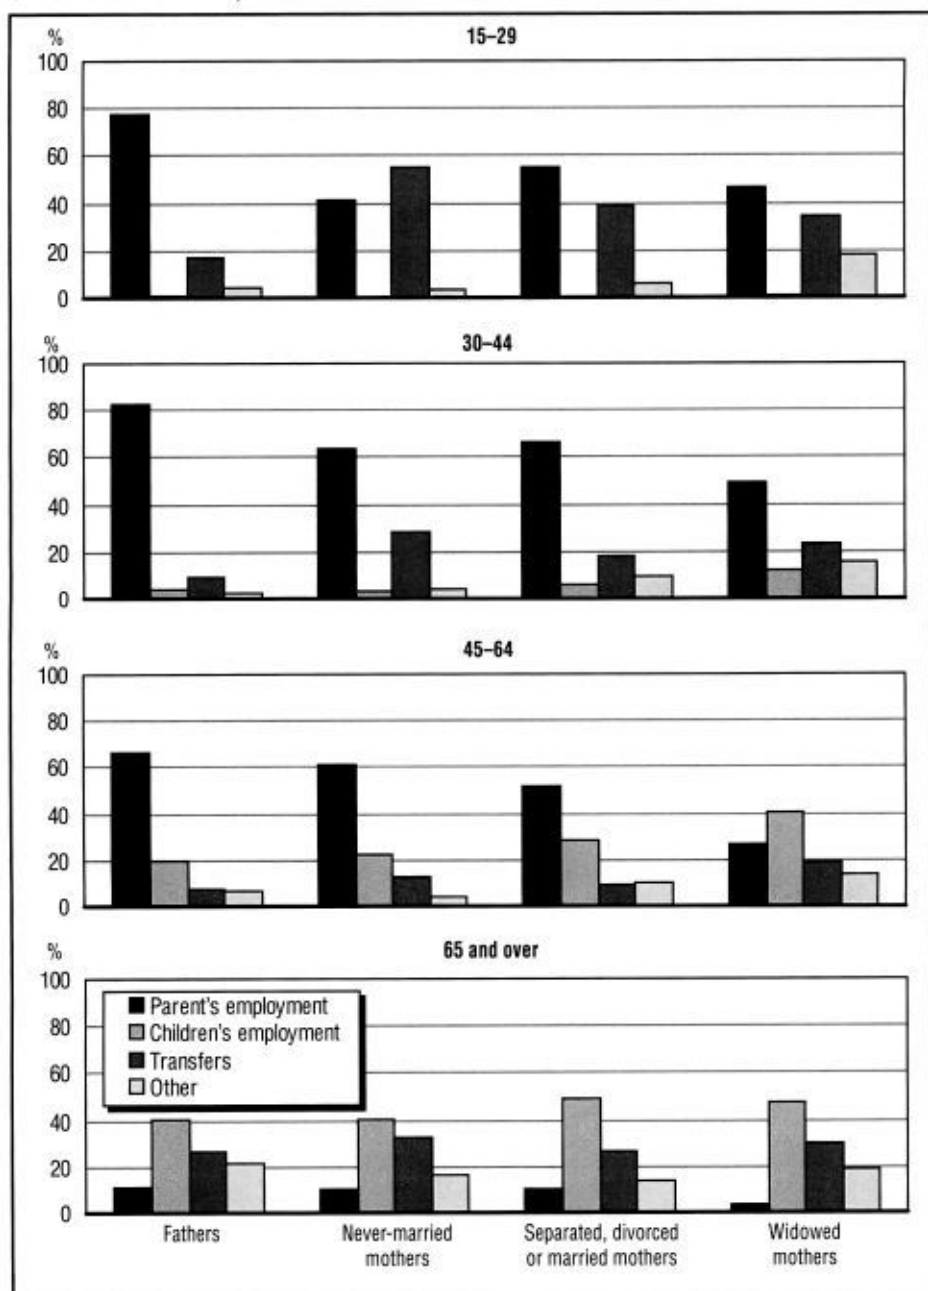 15–29
%
100
80
60
40
20
0
30–44
%
100
80
60
40
20
0
45–64
%
100
80
60
40
20
0
65 and over
%
100
80
60
40
20
0
Parent's employment
Children's employment
Transfers
Other
Fathers
Never-married
mothers
Separated, divorced
or married mothers
Widowed
mothers